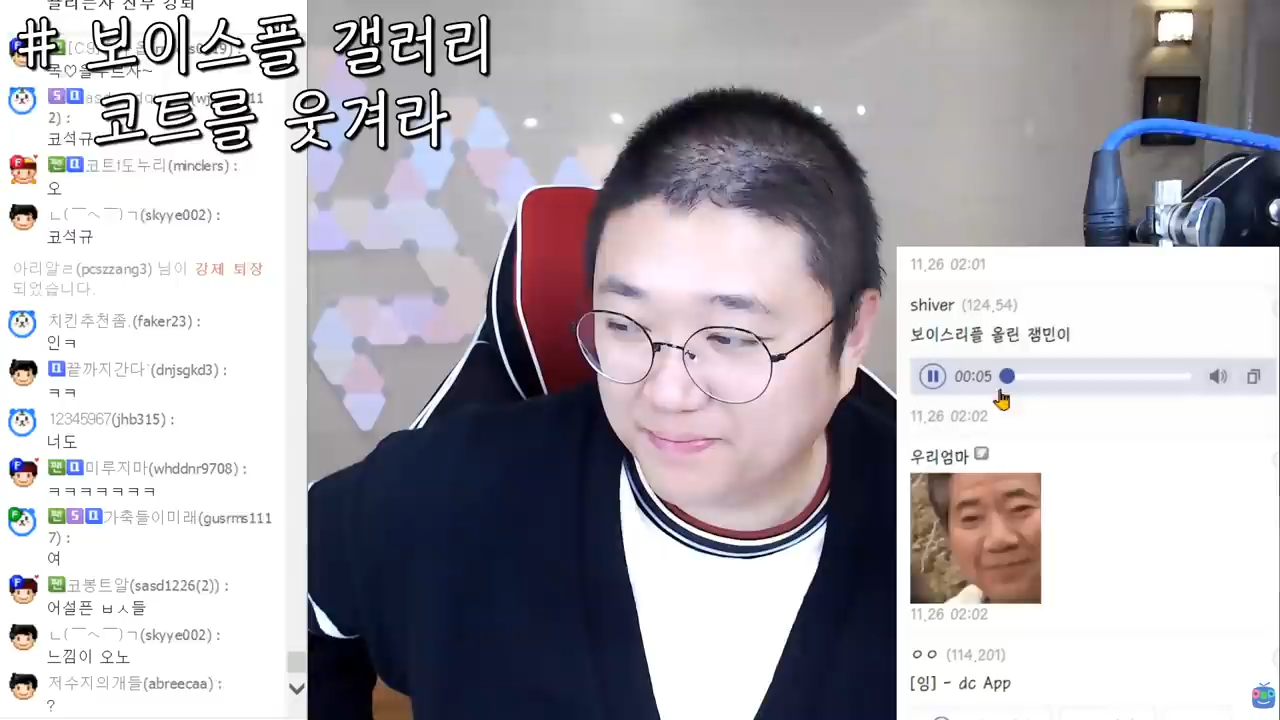 # 보이스플 갤러리
코트를 웃겨라
2) :
코석규
코트f도누리(minclers) :
오
ㄴ(￣へ￣)ㄱ(skyye002) :
코석규
아리알ㄹ(pcszzang3) 님이 강제 퇴장
되었습니다.
치킨추천좀.(faker23) :
인ㅋ
끝까지간다˙(dnjsgkd3) :
ㅋㅋ
12345967(jhb315) :
너도
미루지마(whddnr9708) :
ㅋㅋㅋㅋㅋㅋㅋ
가축들이미래(gusrms111
7) :
여
코봉트알(sasd1226(2)) :
어설픈 ㅂㅅ들
ㄴ(￣へ￣)ㄱ(skyye002) :
느낌이 오노
저수지의개들(abreecaa) :
?
11.26 02:01
shiver (124.54)
보이스리플 올린 잼민이
00:05
11.26 02:02
우리엄마
11.26 02:02
ㅇㅇ (114.201)
[잉] - dc App